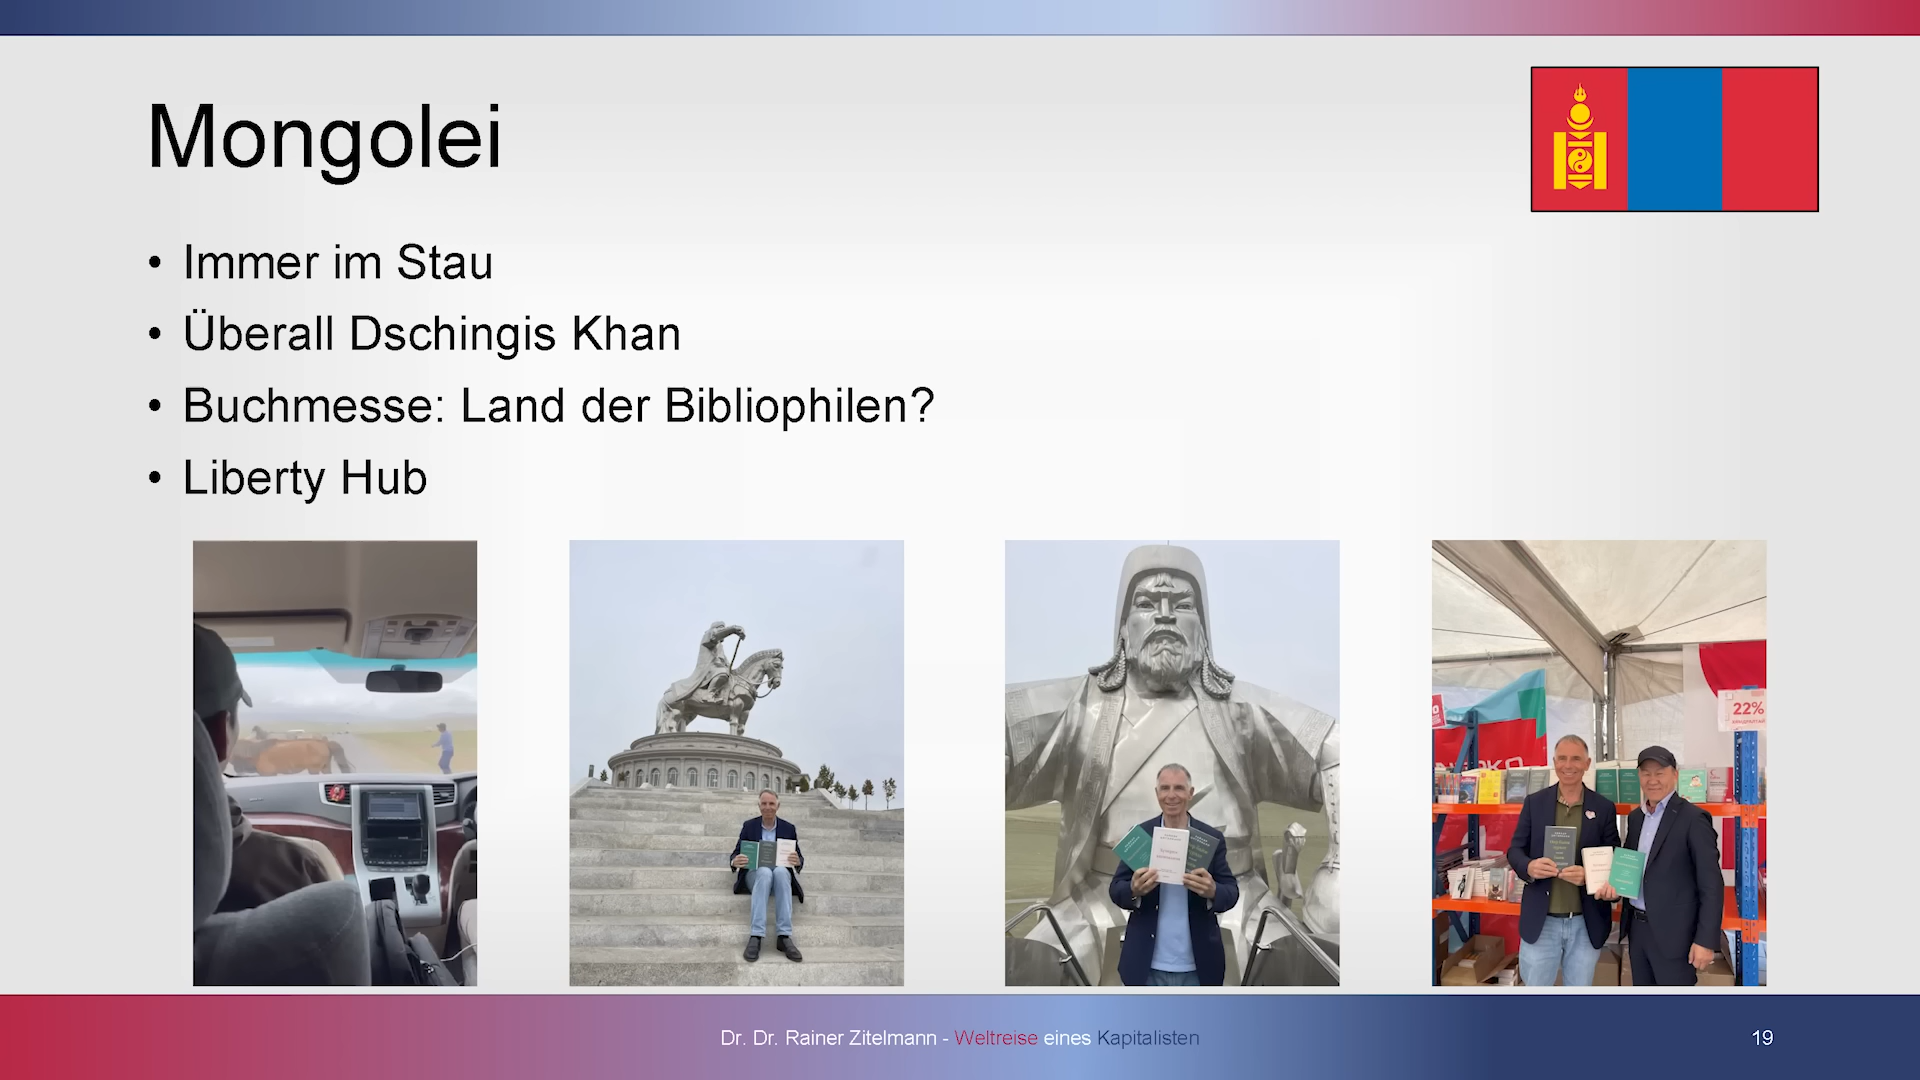 Mongolei
• Immer im Stau
• Überall Dschingis Khan
• Buchmesse: Land der Bibliophilen?
• Liberty Hub
22%
Dr. Dr. Rainer Zitelmann - Weltreise eines Kapitalisten
19